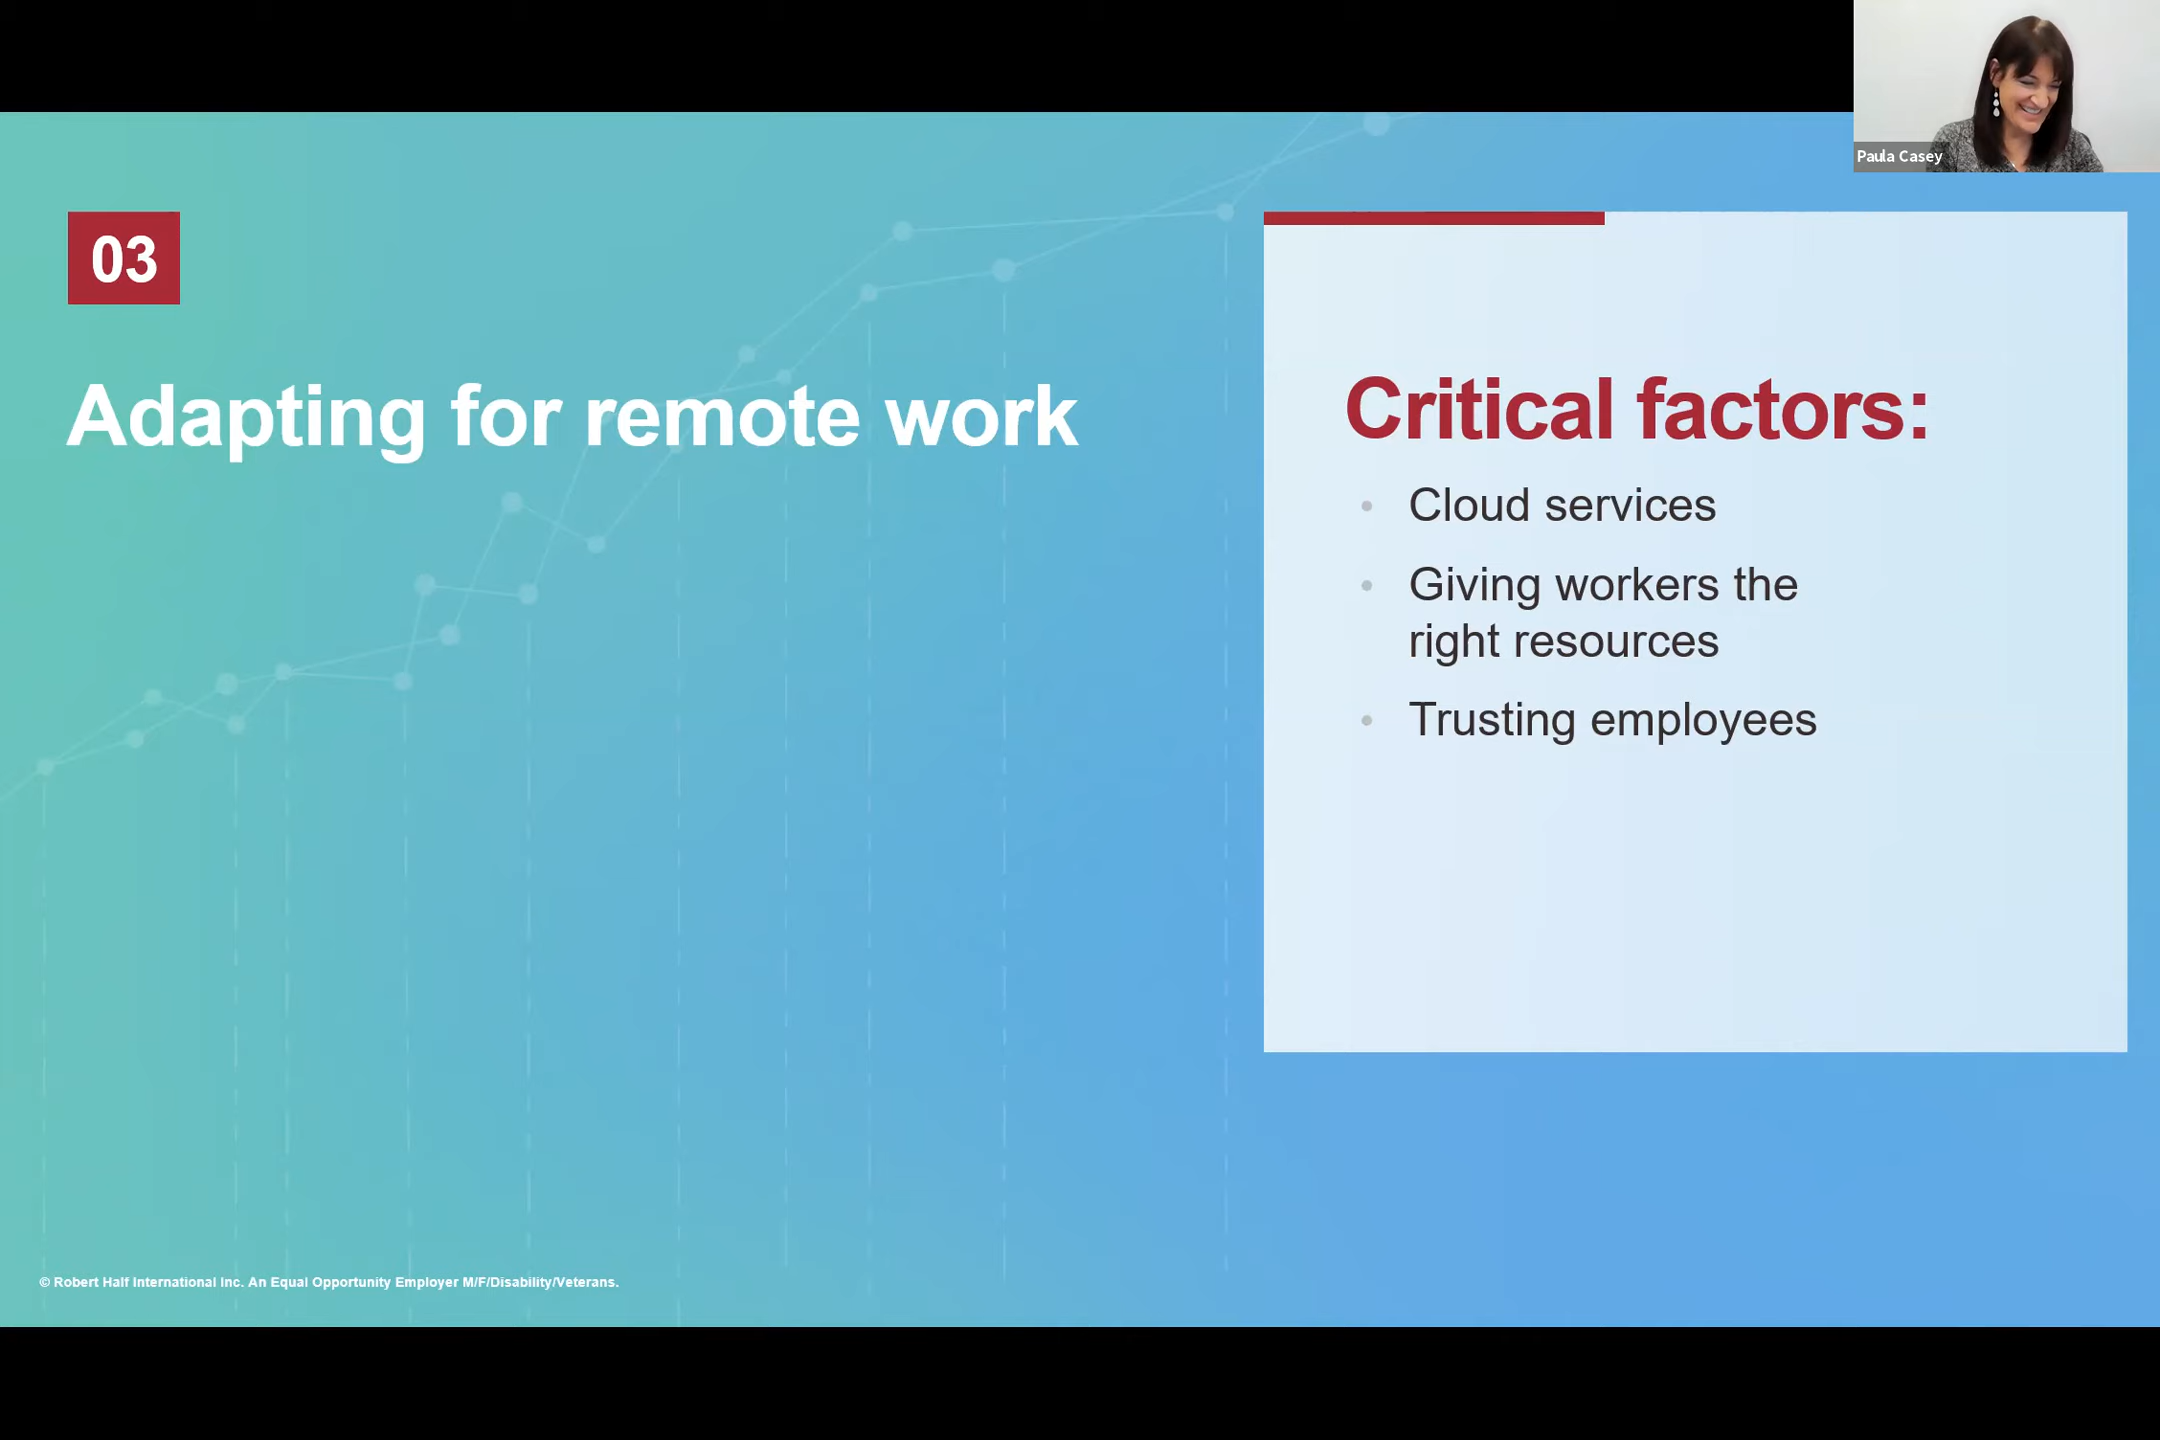 Paula Casey
03
Adapting for remote work
Critical factors:
• Cloud services
• Giving workers the
right resources
• Trusting employees
© Robert Half International Inc. An Equal Opportunity Employer M/F/Disability/Veterans.